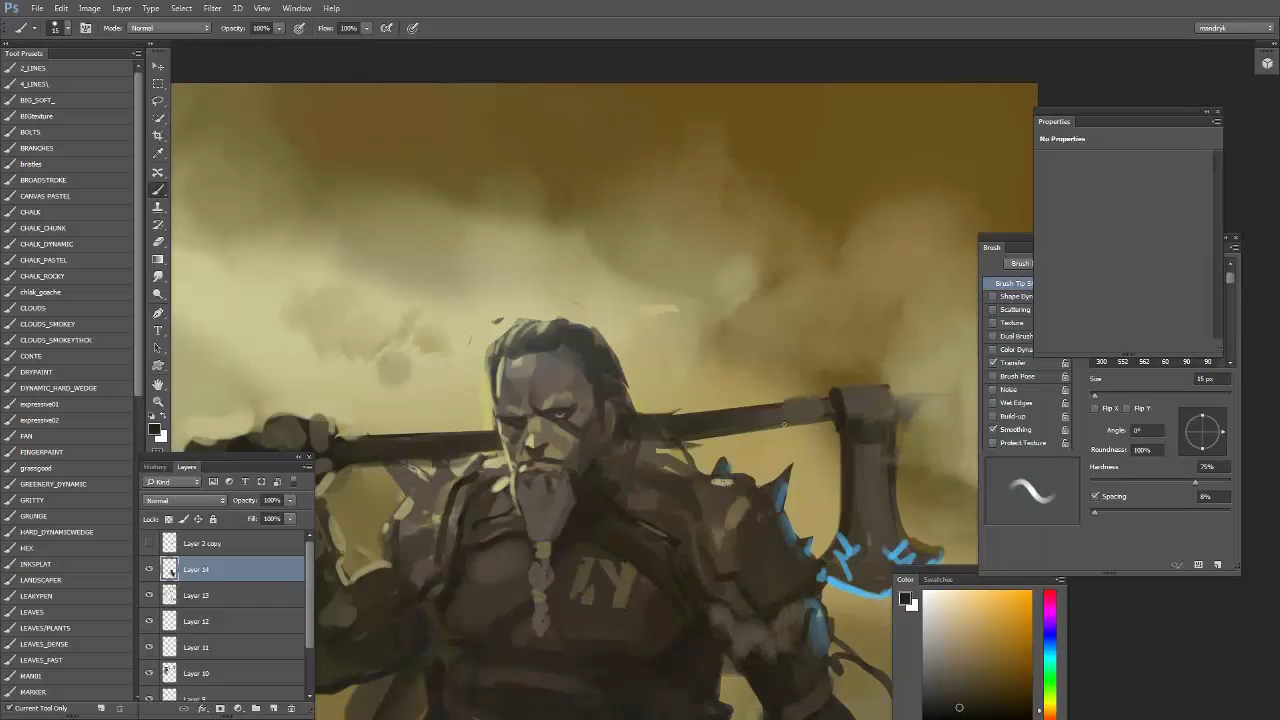 Ps File Edit Image Layer Type Select Filter 3D View Window Help
15 Mode: Normal Opacity: 100% Flow: 100% mandryk
Tool Presets
2_LINES
4_LINES\
BIG_SOFT_
BIGtexture
BOLTS
BRANCHES
bristles
BROADSTROKE
CANVAS PASTEL
CHALK
CHALK_CHUNK
CHALK_DYNAMIC
CHALK_PASTEL
CHALK_ROCKY
chlak_goache
CLOUDS
CLOUDS_SMOKEY
CLOUDS_SMOKEYTHCK
CONTE
DRYPAINT
DYNAMIC_HARD_WEDGE
expressive01
expressive02
FAN
FINGERPAINT
grassgood
GREENERY_DYNAMIC
GRITTY
GRUNGE
HARD_DYNAMICWEDGE
HEX
INKSPLAT
LANDSCAPER
LEAKYPEN
LEAVES
LEAVES/PLANTS
LEAVES_DENSE
LEAVES_FAST
MAN01
MARKER
Current Tool Only
History Layers
Kind
Normal Opacity: 100%
Lock: Fill: 100%
Layer 2 copy
Layer 14
Layer 13
Layer 12
Layer 11
Layer 10
Properties
No Properties
Brush
Brush
Brush Tip S
Shape Dyn
Scattering
Texture
Dual Brus
Color Dyna
Transfer
Brush Pose
Noise
Wet Edges
Build-up
Smoothing
Protect Texture
300 552 562 60 90 90
Size 15 px
Flip X Flip Y
Angle: 0°
Roundness: 100%
Hardness 75%
Spacing 8%
Color Swatches